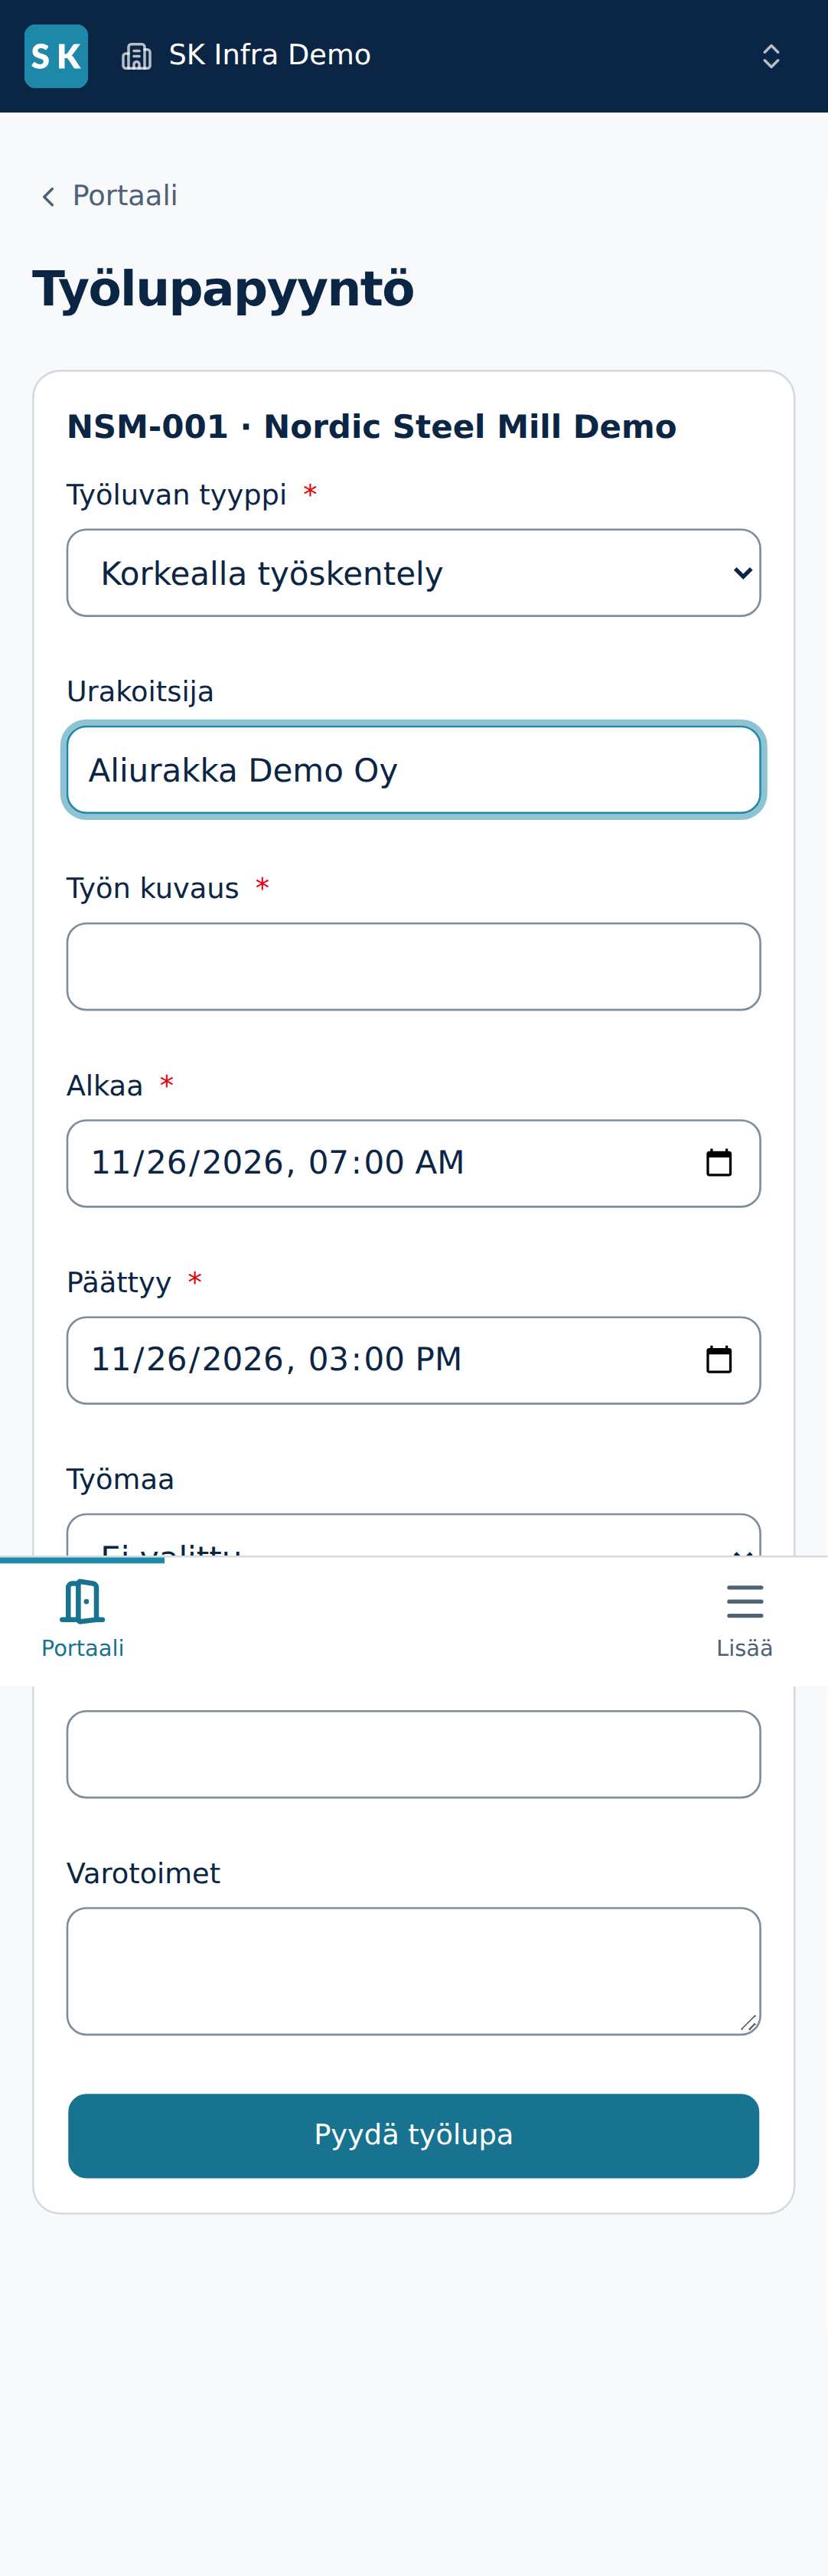 SK
SK Infra Demo
Portaali
Työlupapyyntö
NSM-001 · Nordic Steel Mill Demo
Työluvan tyyppi *
Korkealla työskentely
Urakoitsija
Aliurakka Demo Oy
Työn kuvaus *
Alkaa *
11/26/2026, 07:00 AM
Päättyy *
11/26/2026, 03:00 PM
Työmaa
Ei valittu
Portaali
Lisää
Varotoimet
Pyydä työlupa